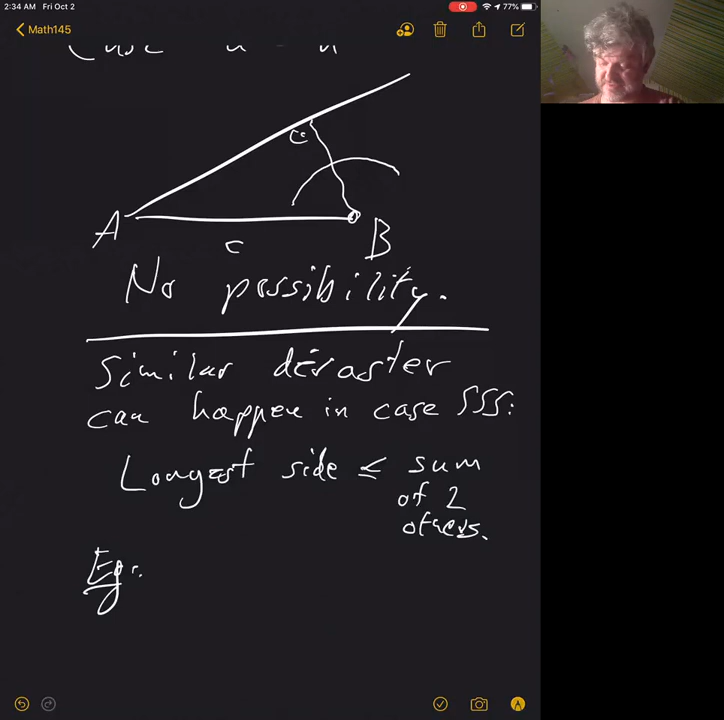 2:34 AM Fri Oct 2
77%
Math145
A
B
c
No possibility.
Similar disaster
can happen in case SSS:
Longest side ≤ sum
of 2
others.
Eg: